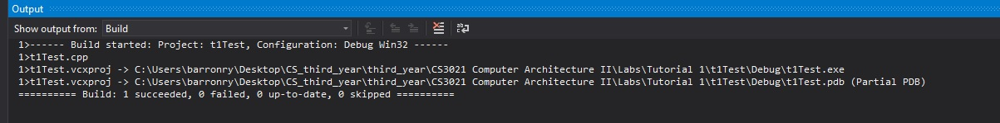 Output
Show output from: Build
1>------ Build started: Project: t1Test, Configuration: Debug Win32 ------
1>t1Test.cpp
1>t1Test.vcxproj -> C:\Users\barronry\Desktop\CS_third_year\third_year\CS3021 Computer Architecture II\Labs\Tutorial 1\t1Test\Debug\t1Test.exe
1>t1Test.vcxproj -> C:\Users\barronry\Desktop\CS_third_year\third_year\CS3021 Computer Architecture II\Labs\Tutorial 1\t1Test\Debug\t1Test.pdb (Partial PDB)
========== Build: 1 succeeded, 0 failed, 0 up-to-date, 0 skipped ==========